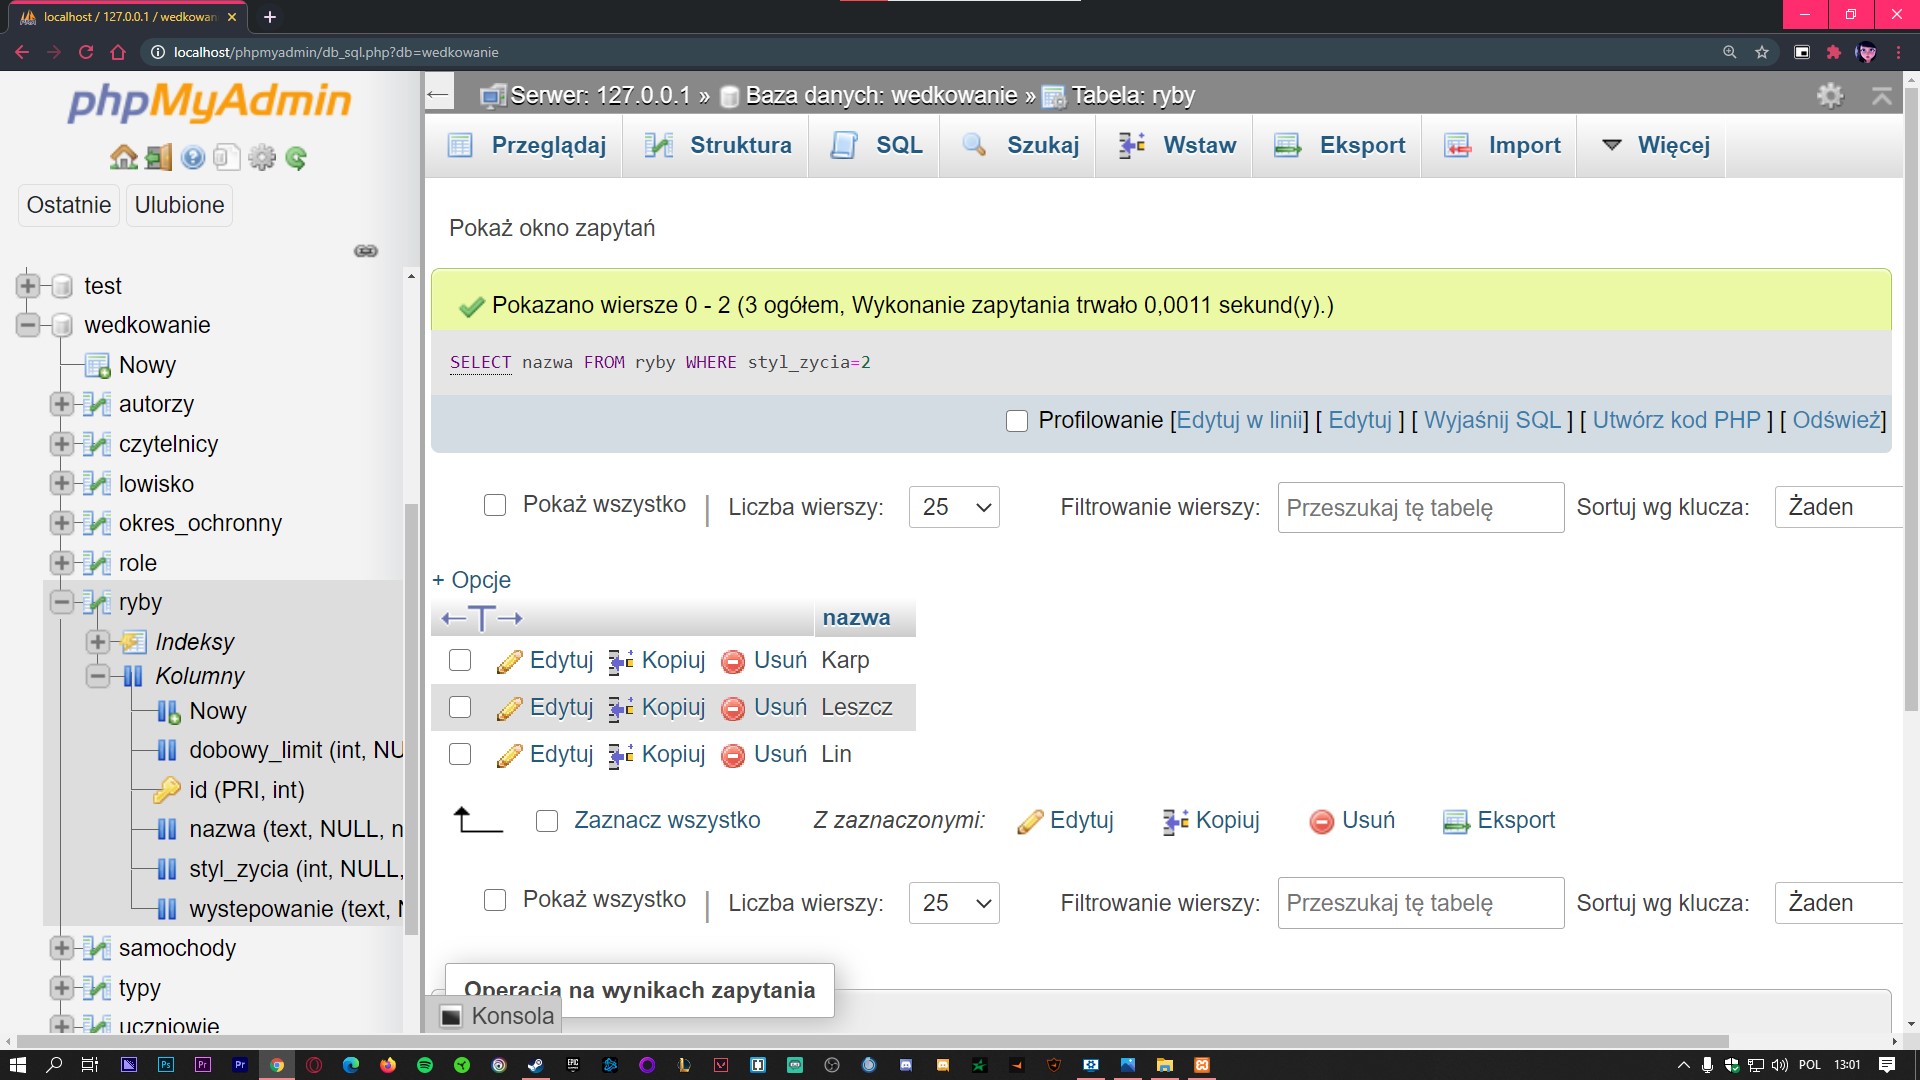 localhost / 127.0.0.1 / wedkowan
localhost/phpmyadmin/db_sql.php?db=wedkowanie
phpMyAdmin
Ostatnie
Ulubione
test
wedkowanie
Nowy
autorzy
czytelnicy
lowisko
okres_ochronny
role
ryby
Indeksy
Kolumny
Nowy
dobowy_limit (int, NU
id (PRI, int)
nazwa (text, NULL, n
styl_zycia (int, NULL,
wystepowanie (text, N
samochody
typy
uczniowie
Serwer: 127.0.0.1 » Baza danych: wedkowanie » Tabela: ryby
Przeglądaj Struktura SQL Szukaj Wstaw Eksport Import Więcej
Pokaż okno zapytań
Pokazano wiersze 0 - 2 (3 ogółem, Wykonanie zapytania trwało 0,0011 sekund(y).)
SELECT nazwa FROM ryby WHERE styl_zycia=2
Profilowanie [Edytuj w linii] [ Edytuj ] [ Wyjaśnij SQL ] [ Utwórz kod PHP ] [ Odśwież]
Pokaż wszystko | Liczba wierszy: 25 Filtrowanie wierszy: Przeszukaj tę tabelę Sortuj wg klucza: Żaden
+ Opcje
←T→ nazwa
Edytuj Kopiuj Usuń Karp
Edytuj Kopiuj Usuń Leszcz
Edytuj Kopiuj Usuń Lin
Zaznacz wszystko Z zaznaczonymi: Edytuj Kopiuj Usuń Eksport
Pokaż wszystko | Liczba wierszy: 25 Filtrowanie wierszy: Przeszukaj tę tabelę Sortuj wg klucza: Żaden
Operacja na wynikach zapytania
Konsola
POL 13:01